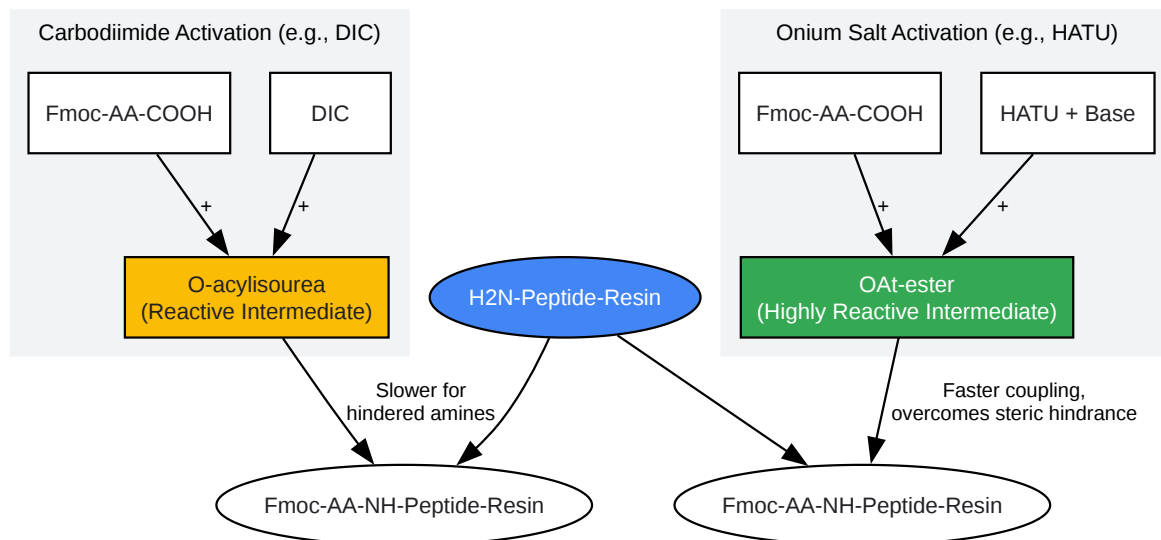 Carbodiimide Activation (e.g., DIC)
Onium Salt Activation (e.g., HATU)
Fmoc-AA-COOH
DIC
Fmoc-AA-COOH
HATU + Base
+
+
+
+
O-acylisourea
(Reactive Intermediate)
H2N-Peptide-Resin
OAt-ester
(Highly Reactive Intermediate)
Slower for
hindered amines
Faster coupling,
overcomes steric hindrance
Fmoc-AA-NH-Peptide-Resin
Fmoc-AA-NH-Peptide-Resin